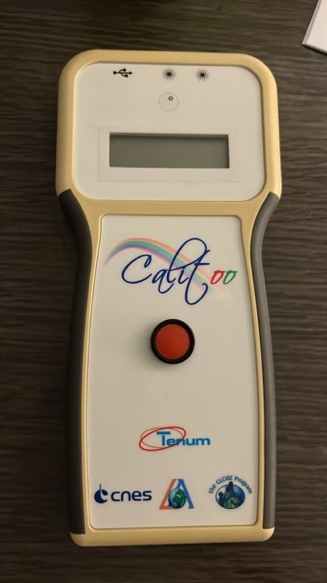 Calitoo
Tenum
cnes
The GLOBE Program